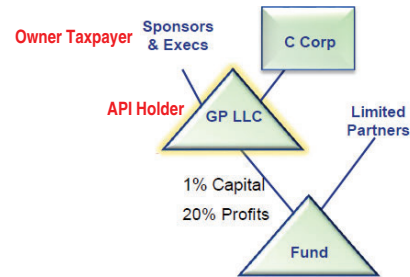 Owner Taxpayer
Sponsors
& Execs
C Corp
API Holder
GP LLC
Limited
Partners
1% Capital
20% Profits
Fund